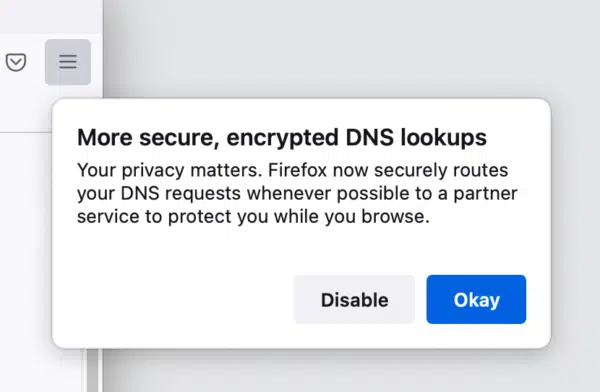 More secure, encrypted DNS lookups
Your privacy matters. Firefox now securely routes
your DNS requests whenever possible to a partner
service to protect you while you browse.
Disable
Okay